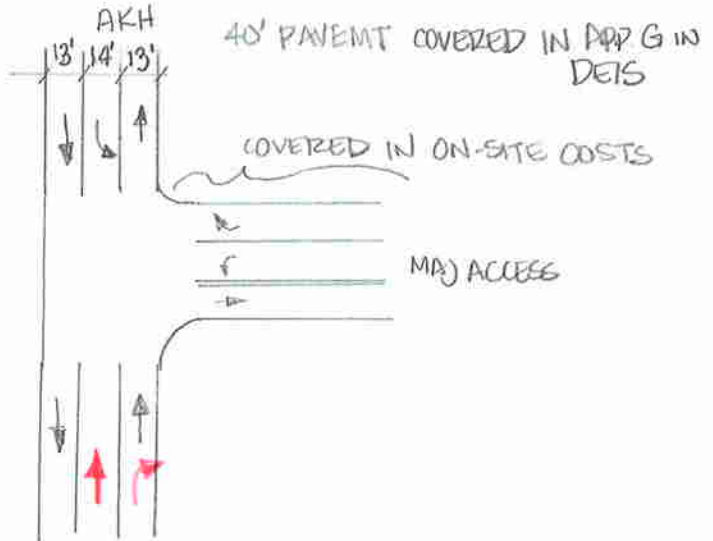 AKH
13' 14' 13'
40' PAVEMT COVERED IN APP. G IN
DEIS
COVERED IN ON-SITE COSTS
MAJ ACCESS